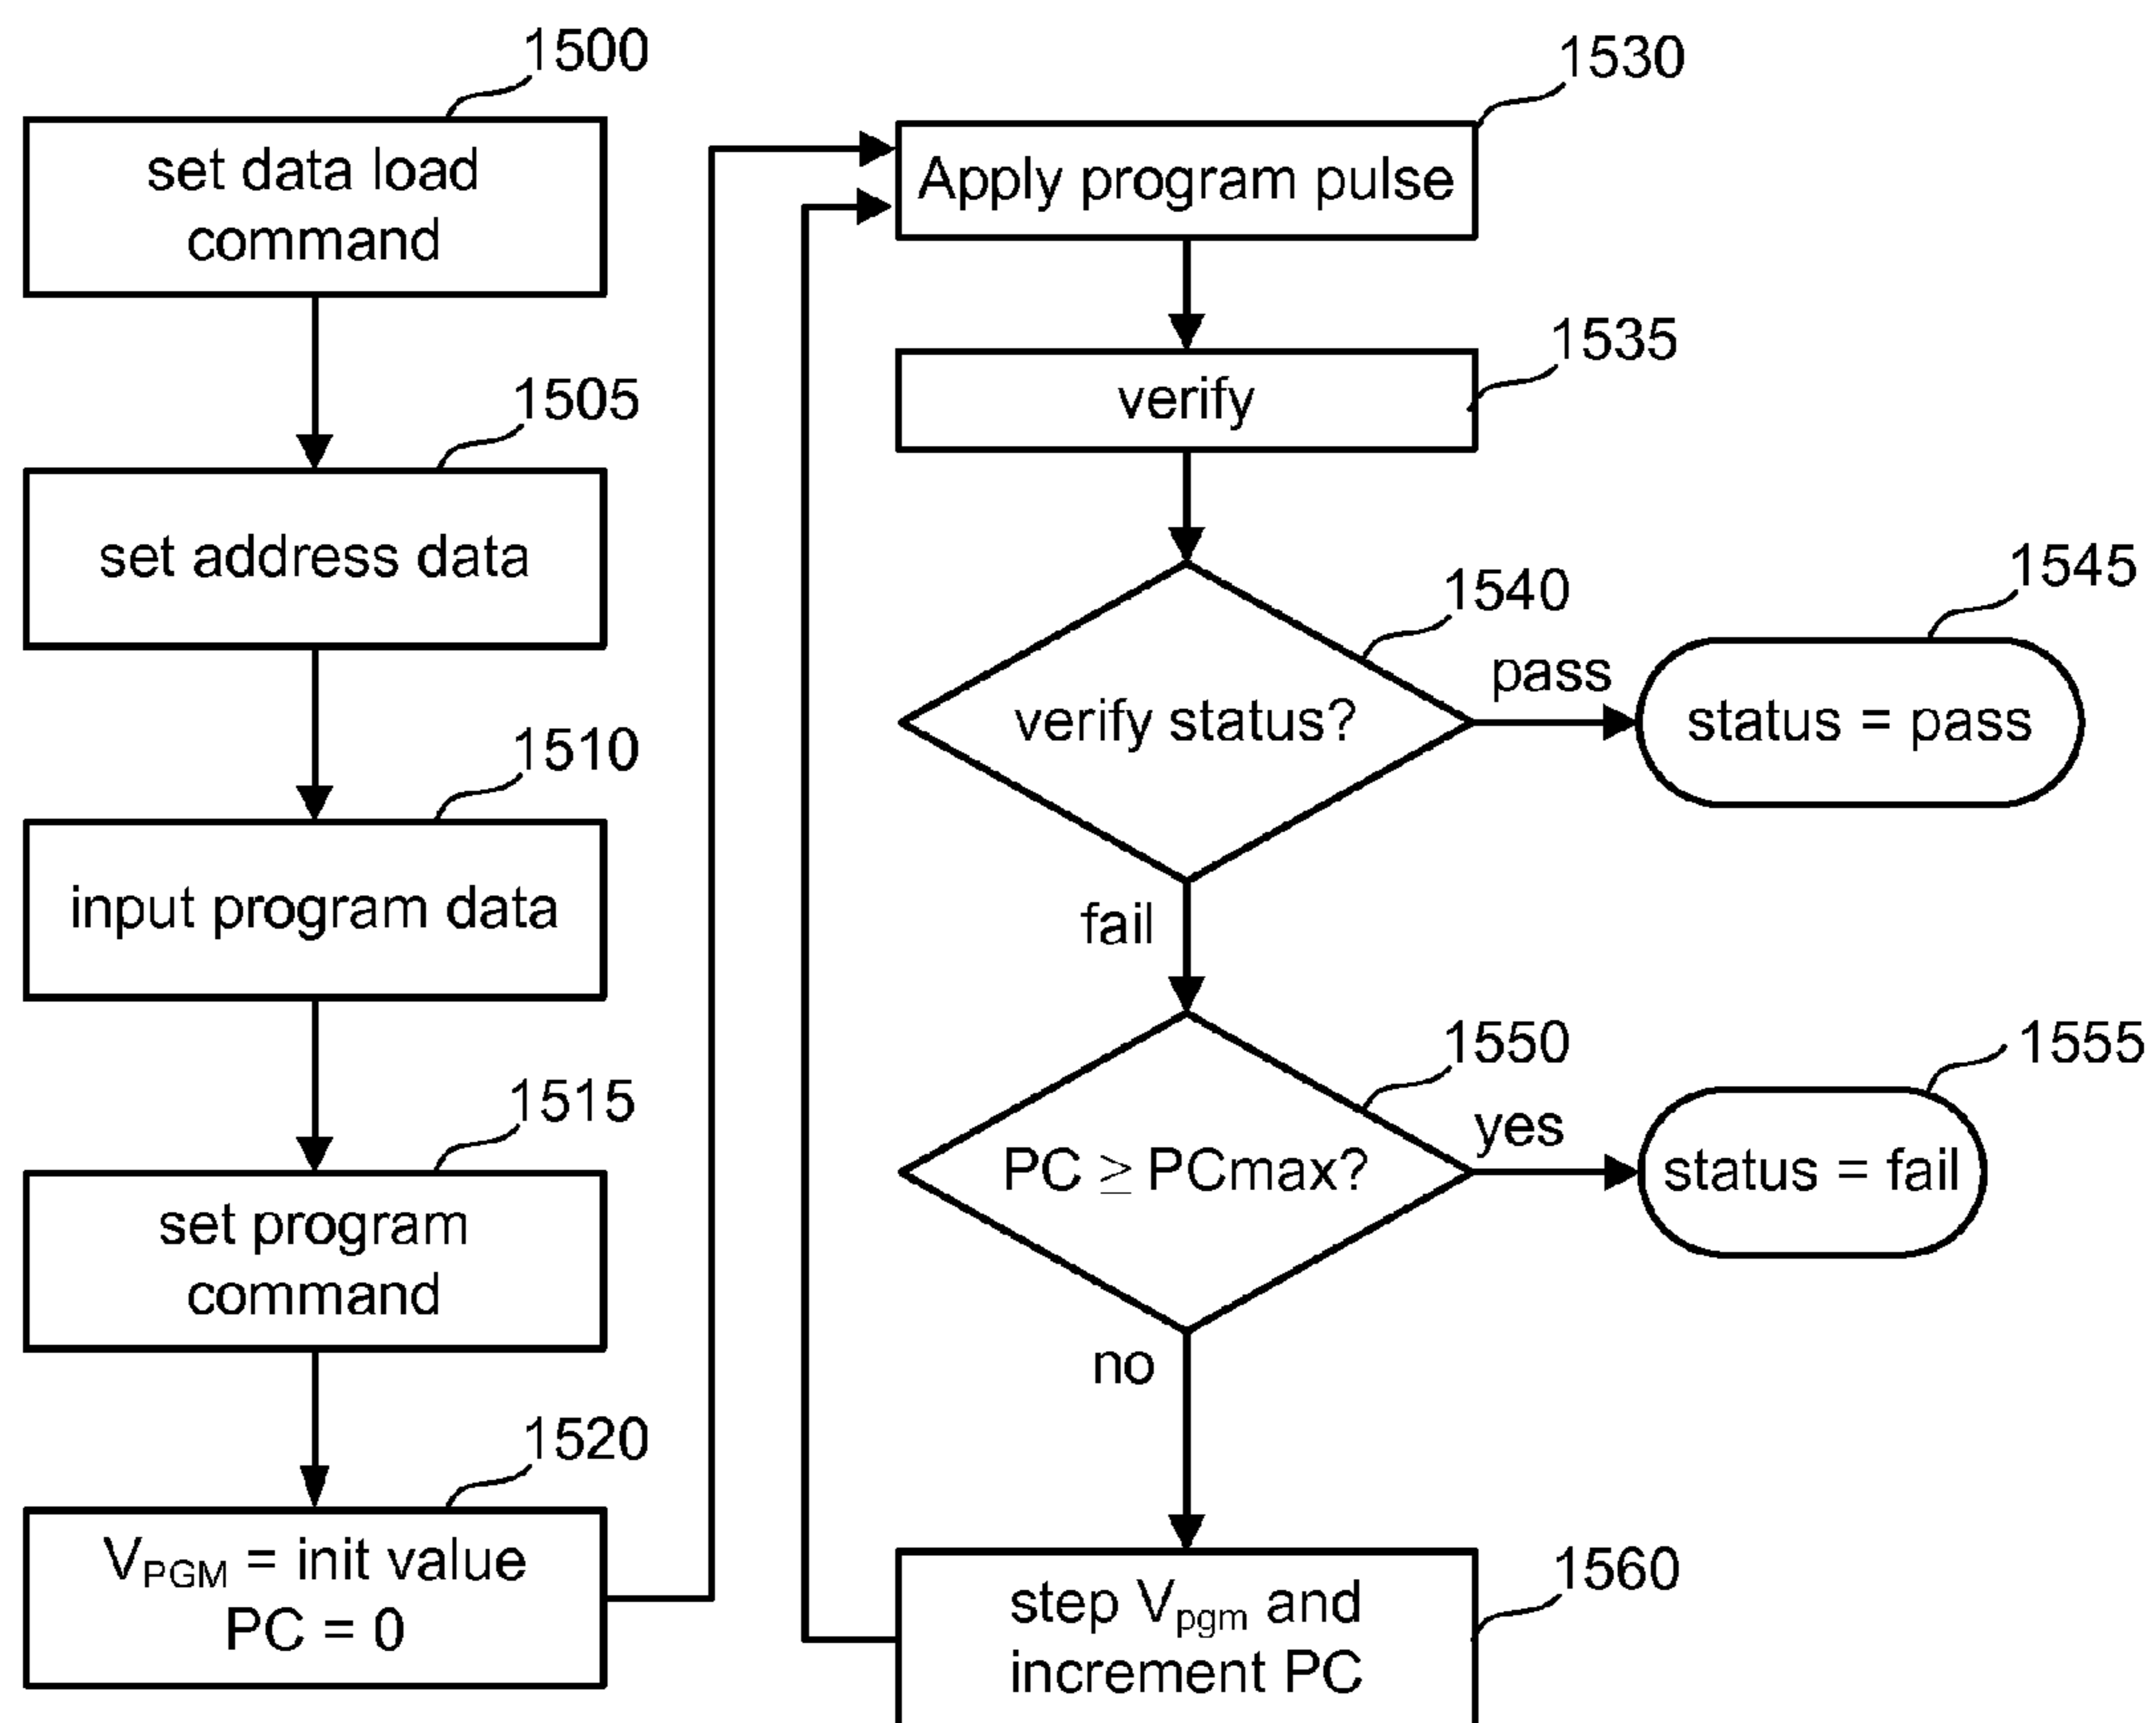 1500
set data load
command
1505
set address data
1510
input program data
1515
set program
command
1520
VPGM = init value
PC = 0
1530
Apply program pulse
1535
verify
1540
verify status?
pass
1545
status = pass
fail
1550
PC ≥ PCmax?
yes
1555
status = fail
no
1560
step Vpgm and
increment PC